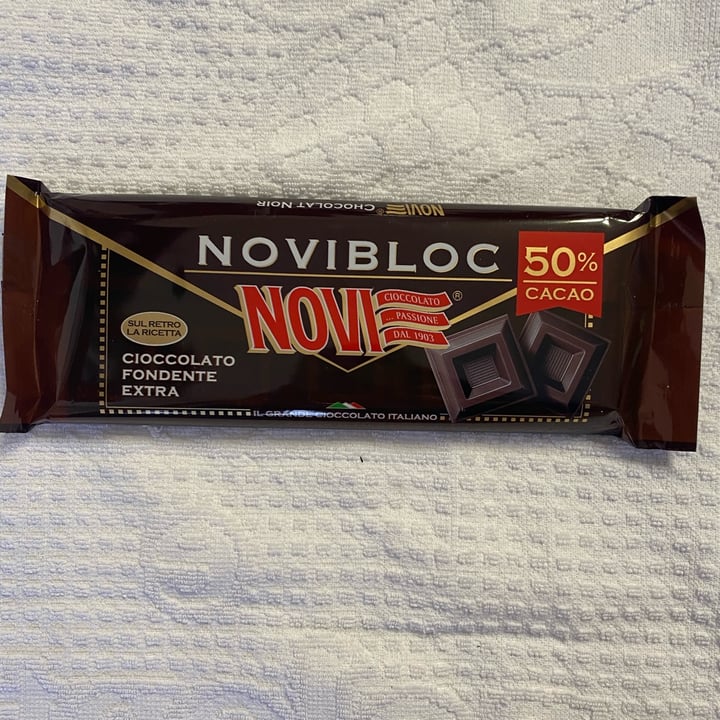 NOVI® CHOCOLAT NOIR
NOVIBLOC
50%
CACAO
NOVI®
CIOCCOLATO
... PASSIONE
DAL 1903
SUL RETRO
LA RICETTA
CIOCCOLATO
FONDENTE
EXTRA
IL GRANDE CIOCCOLATO ITALIANO